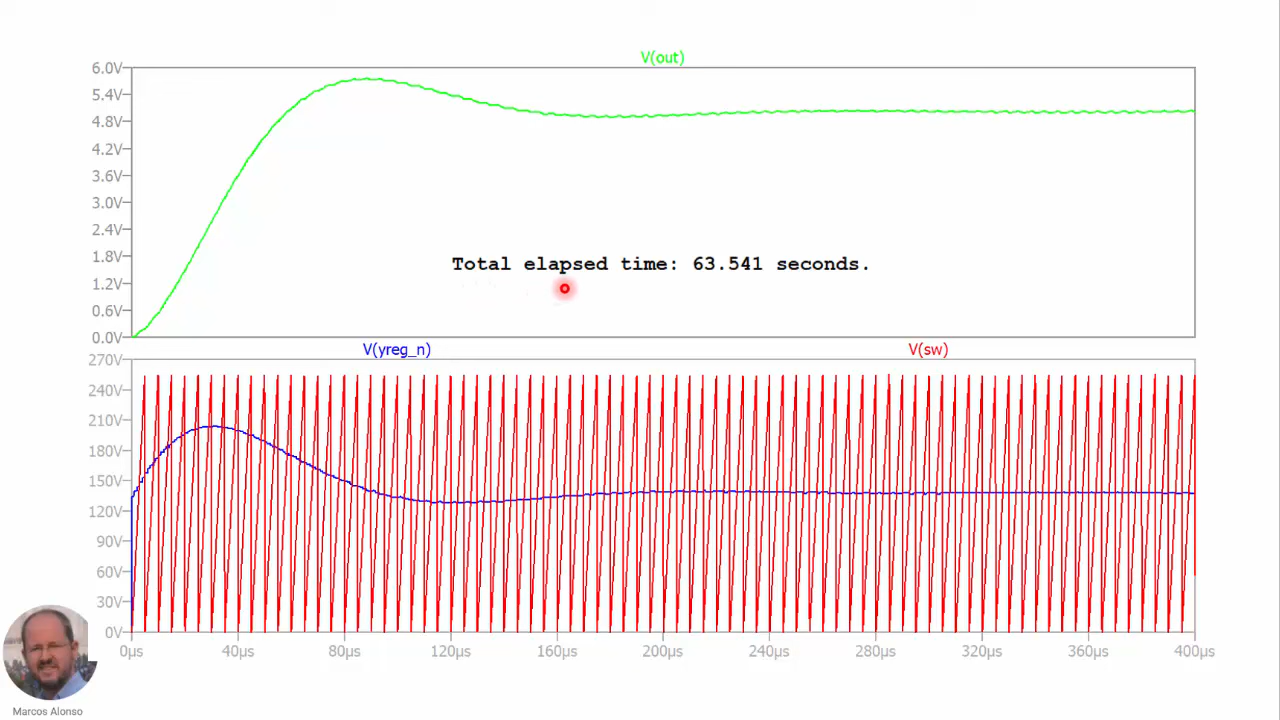 V(out)
6.0V
5.4V
4.8V
4.2V
3.6V
3.0V
2.4V
1.8V
1.2V
0.6V
0.0V
Total elapsed time: 63.541 seconds.
V(yreg_n) V(sw)
270V
240V
210V
180V
150V
120V
90V
60V
30V
0V
0µs 40µs 80µs 120µs 160µs 200µs 240µs 280µs 320µs 360µs 400µs
Marcos Alonso